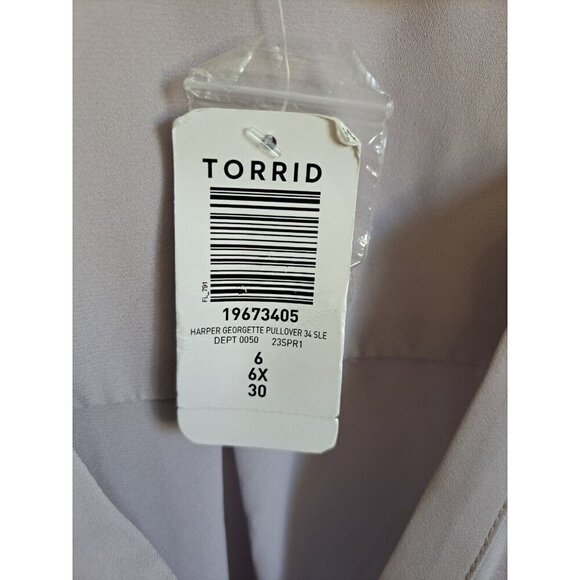 TORRID
FL_791
19673405
HARPER GEORGETTE PULLOVER 34 SLE
DEPT 0050 23SPR1
6
6X
30